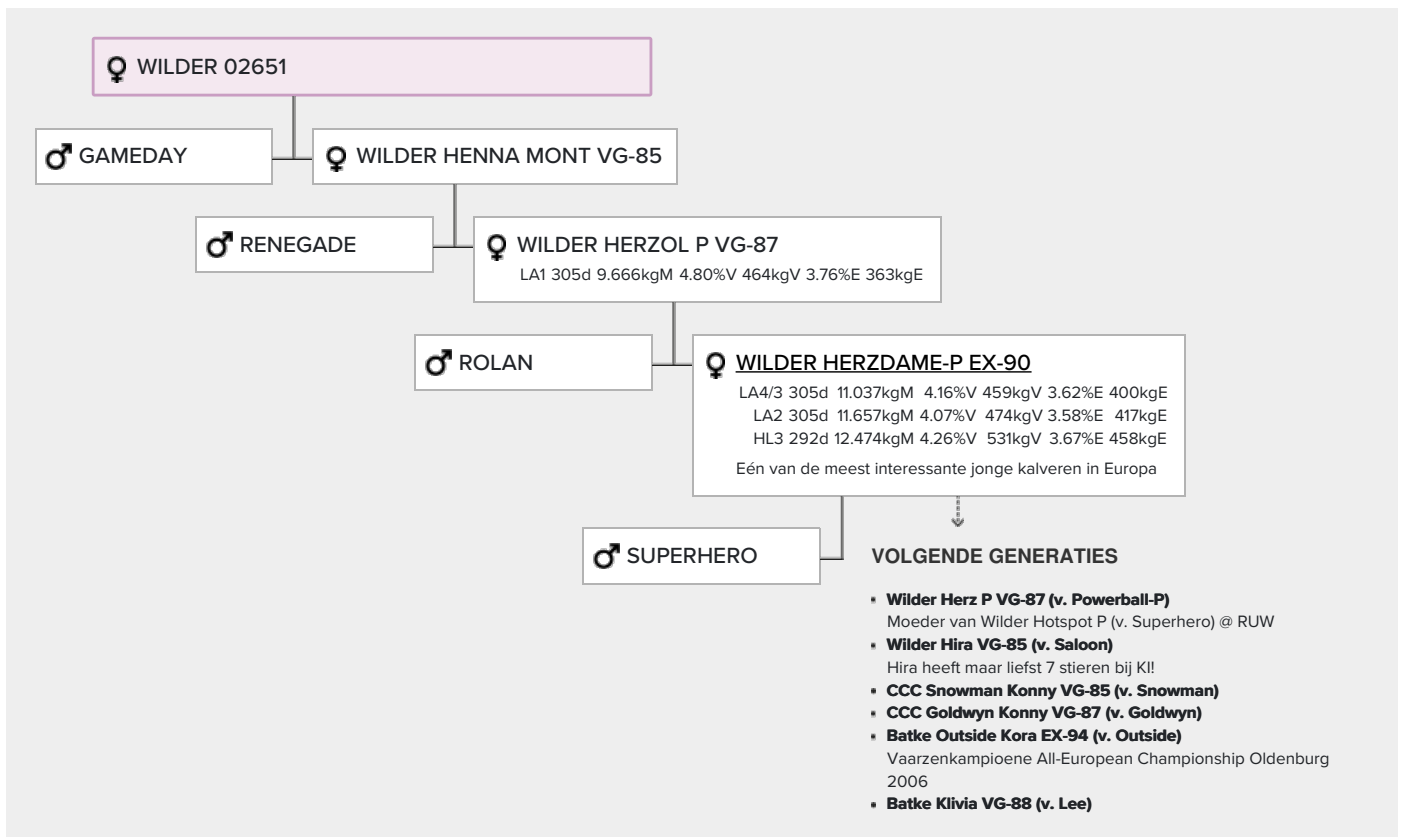 WILDER 02651
GAMEDAY
WILDER HENNA MONT VG-85
RENEGADE
WILDER HERZOL P VG-87
LA1 305d 9.666kgM 4.80%V 464kgV 3.76%E 363kgE
ROLAN
WILDER HERZDAME-P EX-90
LA4/3 305d 11.037kgM 4.16%V 459kgV 3.62%E 400kgE
LA2 305d 11.657kgM 4.07%V 474kgV 3.58%E 417kgE
HL3 292d 12.474kgM 4.26%V 531kgV 3.67%E 458kgE
Eén van de meest interessante jonge kalveren in Europa
SUPERHERO
VOLGENDE GENERATIES
Wilder Herz P VG-87 (v. Powerball-P)
Moeder van Wilder Hotspot P (v. Superhero) @ RUW
Wilder Hira VG-85 (v. Saloon)
Hira heeft maar liefst 7 stieren bij KI!
CCC Snowman Konny VG-85 (v. Snowman)
CCC Goldwyn Konny VG-87 (v. Goldwyn)
Batke Outside Kora EX-94 (v. Outside)
Vaarzenkampioene All-European Championship Oldenburg
2006
Batke Klivia VG-88 (v. Lee)